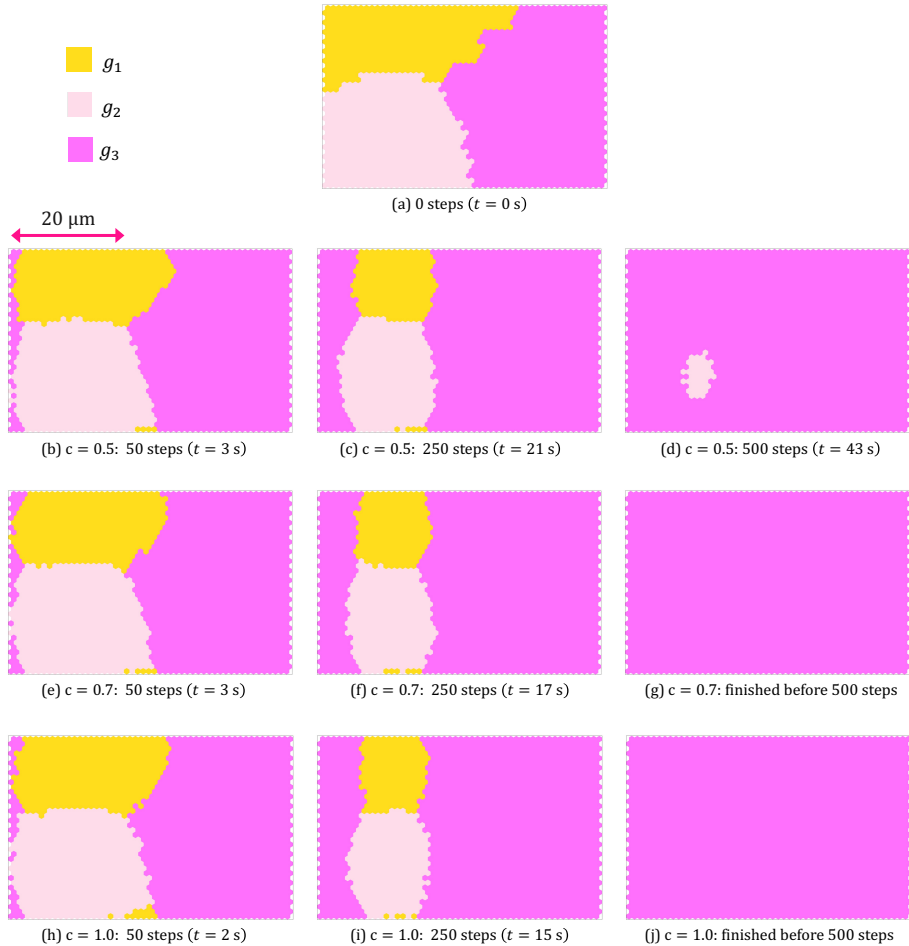 g₁
g₂
g₃
(a) 0 steps (t = 0 s)
20 μm
(b) c = 0.5: 50 steps (t = 3 s)
(c) c = 0.5: 250 steps (t = 21 s)
(d) c = 0.5: 500 steps (t = 43 s)
(e) c = 0.7: 50 steps (t = 3 s)
(f) c = 0.7: 250 steps (t = 17 s)
(g) c = 0.7: finished before 500 steps
(h) c = 1.0: 50 steps (t = 2 s)
(i) c = 1.0: 250 steps (t = 15 s)
(j) c = 1.0: finished before 500 steps